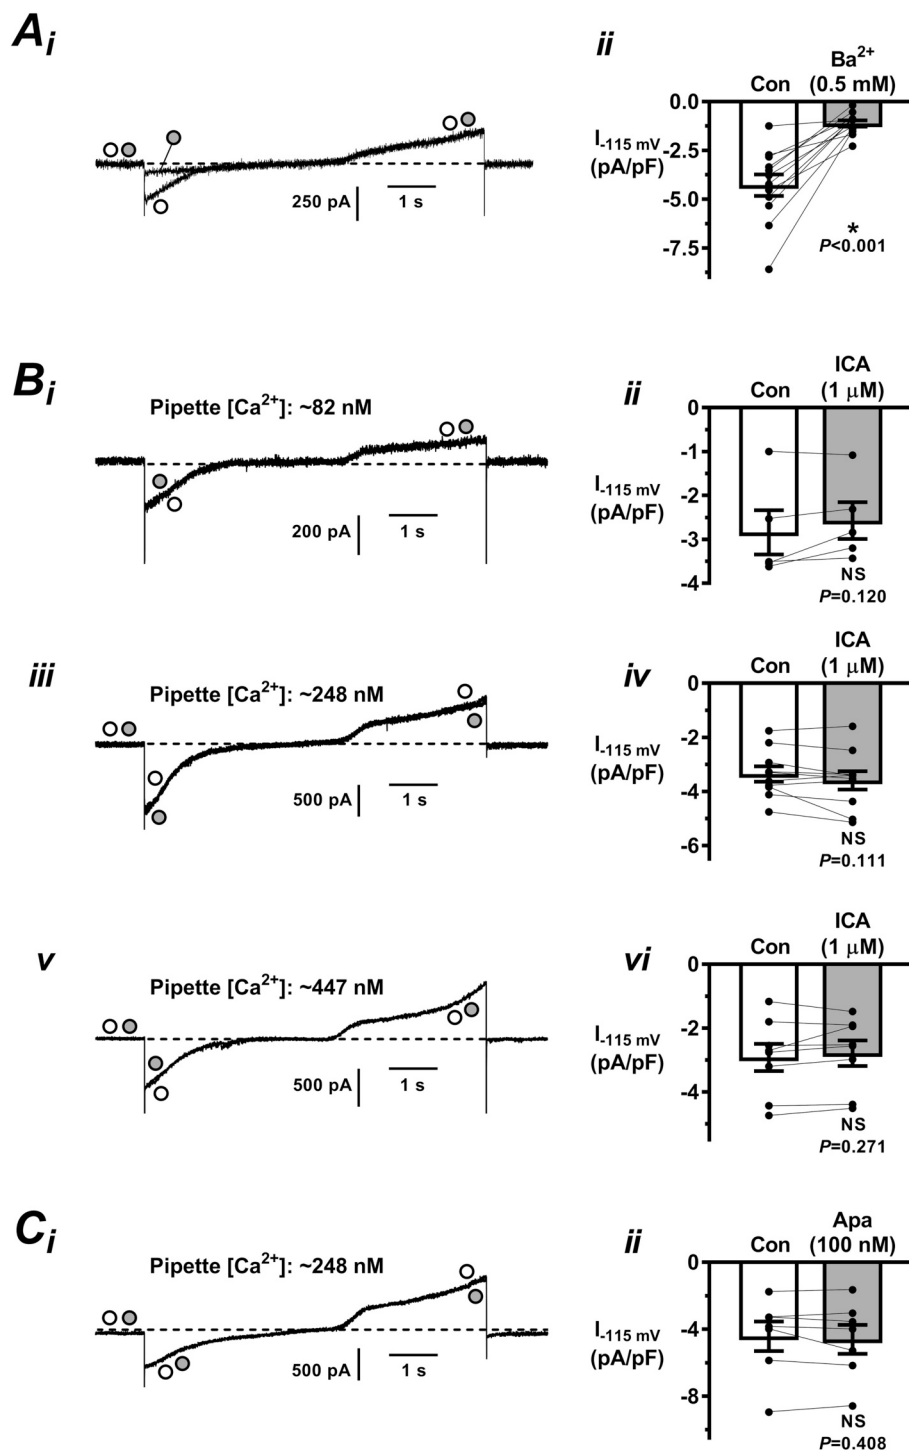 Ai
250 pA
1 s
ii
Con
Ba2+
(0.5 mM)
I-115 mV
(pA/pF)
0.0
-2.5
-5.0
-7.5
*
P<0.001
Bi
Pipette [Ca2+]: ~82 nM
200 pA
1 s
ii
Con
ICA
(1 μM)
I-115 mV
(pA/pF)
0
-1
-2
-3
-4
NS
P=0.120
iii
Pipette [Ca2+]: ~248 nM
500 pA
1 s
iv
Con
ICA
(1 μM)
I-115 mV
(pA/pF)
0
-2
-4
-6
NS
P=0.111
v
Pipette [Ca2+]: ~447 nM
500 pA
1 s
vi
Con
ICA
(1 μM)
I-115 mV
(pA/pF)
0
-2
-4
NS
P=0.271
Ci
Pipette [Ca2+]: ~248 nM
500 pA
1 s
ii
Con
Apa
(100 nM)
I-115 mV
(pA/pF)
0
-4
-8
NS
P=0.408